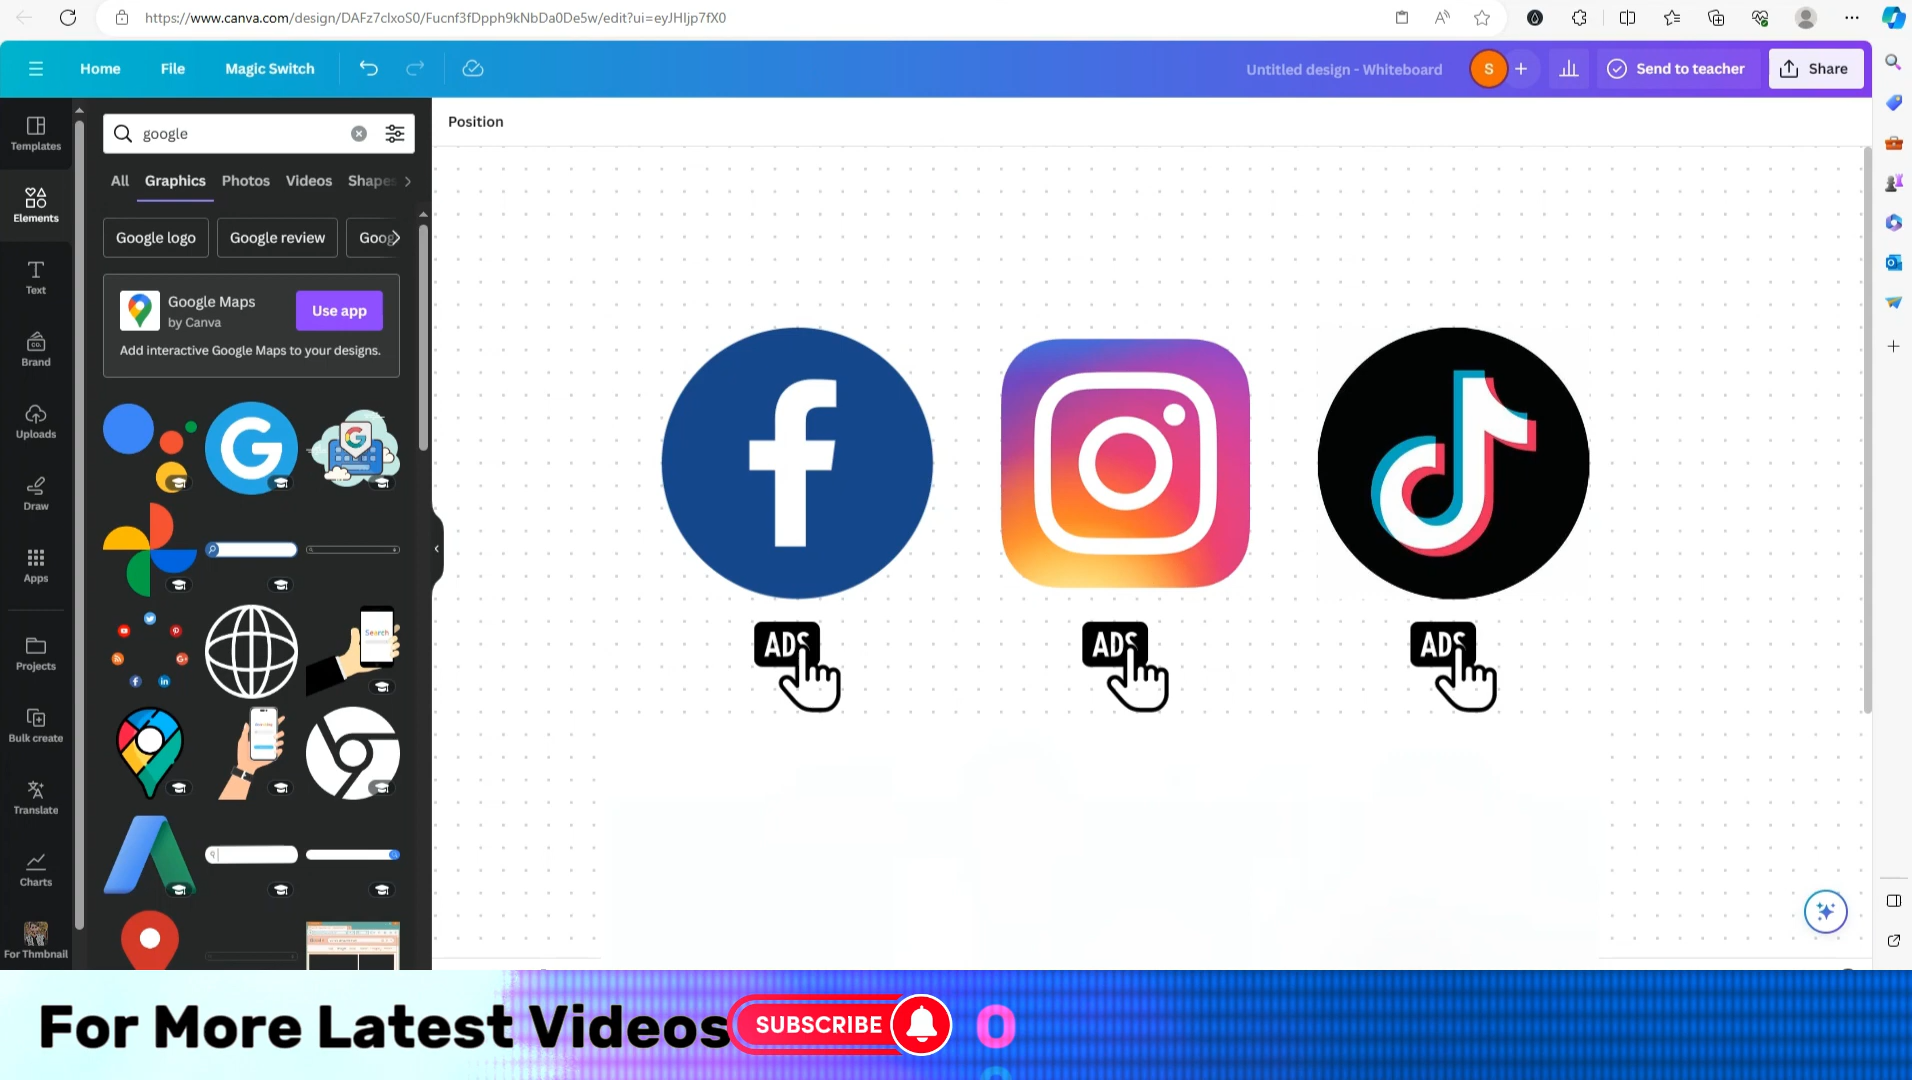 https://www.canva.com/design/DAFz7clxoS0/Fucnf3fDpph9kNbDa0De5w/edit?ui=eyJHIjp7fX0
Home
File
Magic Switch
Untitled design - Whiteboard
S
Send to teacher
Share
Templates
Elements
Text
Brand
Uploads
Draw
Apps
Projects
Bulk create
Translate
Charts
For Thmbnail
google
All
Graphics
Photos
Videos
Shapes
Google logo
Google review
Goog
Google Maps
by Canva
Use app
Add interactive Google Maps to your designs.
Search
Position
ADS
ADS
ADS
For More Latest Videos
SUBSCRIBE